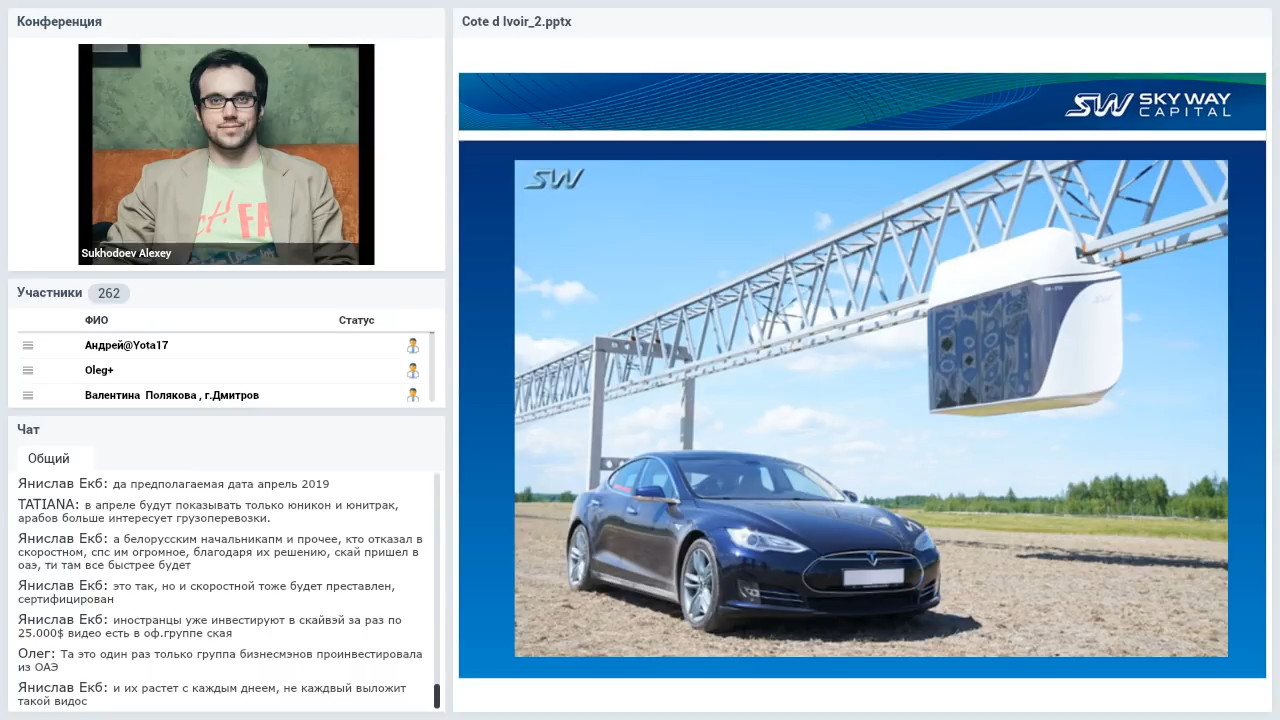 Конференция
Sukhodoev Alexey
Участники 262
ФИО Статус
Андрей@Yota17
Oleg+
Валентина Полякова , г.Дмитров
Чат
Общий
Янислав Екб: да предполагаемая дата апрель 2019
TATIANA: в апреле будут показывать только юникон и юнитрак,
арабов больше интересует грузоперевозки.
Янислав Екб: а белорусским начальникапм и прочее, кто отказал в
скоростном, спс им огромное, благодаря их решению, скай пришел в
оаз, ти там все быстрее будет
Янислав Екб: это так, но и скоростной тоже будет преставлен,
сертифицирован
Янислав Екб: иностранцы уже инвестируют в скайвэй за раз по
25.000$ видео есть в оф.группе ская
Олег: Та это один раз только группа бизнесмэнов проинвестировала
из ОАЭ
Янислав Екб: и их растет с каждым днеем, не каждвый выложит
такой видос
Cote d Ivoir_2.pptx
SW SKY WAY
CAPITAL
SW